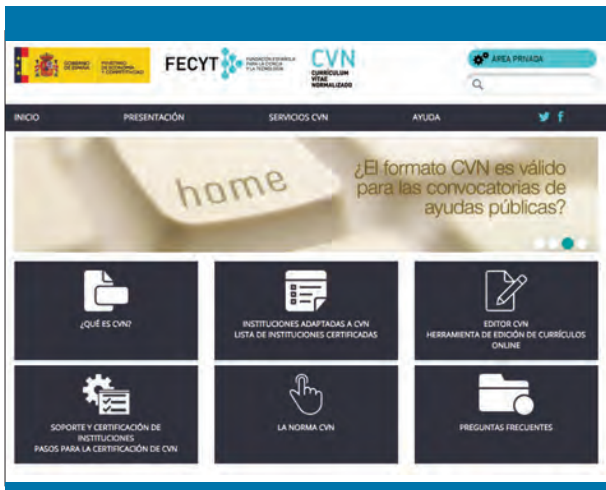 GOBIERNO
DE ESPAÑA
MINISTERIO
DE ECONOMÍA
Y COMPETITIVIDAD
FECYT
FUNDACIÓN ESPAÑOLA
PARA LA CIENCIA
Y LA TECNOLOGÍA
CVN
CURRÍCULUM
VITAE
NORMALIZADO
ÁREA PRIVADA
INICIO PRESENTACIÓN SERVICIOS CVN AYUDA
home
¿El formato CVN es válido
para las convocatorias de
ayudas públicas?
¿QUÉ ES CVN?
INSTITUCIONES ADAPTADAS A CVN
LISTA DE INSTITUCIONES CERTIFICADAS
EDITOR CVN
HERRAMIENTA DE EDICIÓN DE CURRÍCULOS
ONLINE
SOPORTE Y CERTIFICACIÓN DE
INSTITUCIONES
PASOS PARA LA CERTIFICACIÓN DE CVN
LA NORMA CVN
PREGUNTAS FRECUENTES